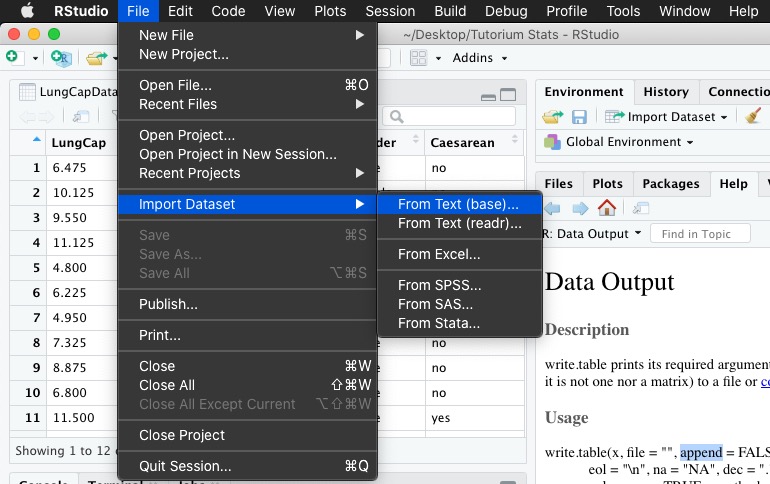 RStudio File Edit Code View Plots Session Build Debug Profile Tools Window Help
~/Desktop/Tutorium Stats - RStudio
Addins
New File
New Project...
Open File... ⌘O
Recent Files
Open Project...
Open Project in New Session...
Recent Projects
Import Dataset
Save ⌘S
Save As...
Save All ⌥⌘S
Publish...
Print...
Close ⌘W
Close All ⇧⌘W
Close All Except Current ⌥⇧⌘W
Close Project
Quit Session... ⌘Q
From Text (base)...
From Text (readr)...
From Excel...
From SPSS...
From SAS...
From Stata...
LungCapData
LungCap der Caesarean
1 6.475 no
2 10.125
3 9.550
4 11.125
5 4.800
6 6.225
7 4.950
8 7.325 no
9 8.875 no
10 6.800 no
11 11.500 yes
Showing 1 to 12
Console Terminal Jobs
Environment History Connectio
Import Dataset
Global Environment
Files Plots Packages Help V
R: Data Output Find in Topic
Data Output
Description
write.table prints its required argumen
it is not one nor a matrix) to a file or co
Usage
write.table(x, file = "", append = FALS
eol = "\n", na = "NA", dec = ".